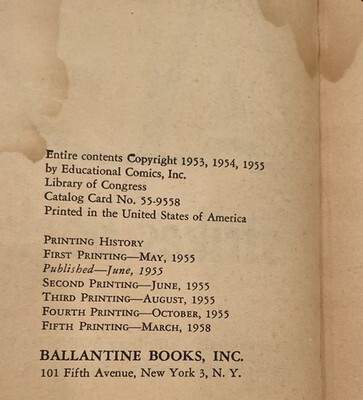 Entire contents Copyright 1953, 1954, 1955
by Educational Comics, Inc.
Library of Congress
Catalog Card No. 55-9558
Printed in the United States of America
PRINTING HISTORY
FIRST PRINTING—MAY, 1955
Published—June, 1955
SECOND PRINTING—JUNE, 1955
THIRD PRINTING—AUGUST, 1955
FOURTH PRINTING—OCTOBER, 1955
FIFTH PRINTING—MARCH, 1958
BALLANTINE BOOKS, INC.
101 Fifth Avenue, New York 3, N. Y.